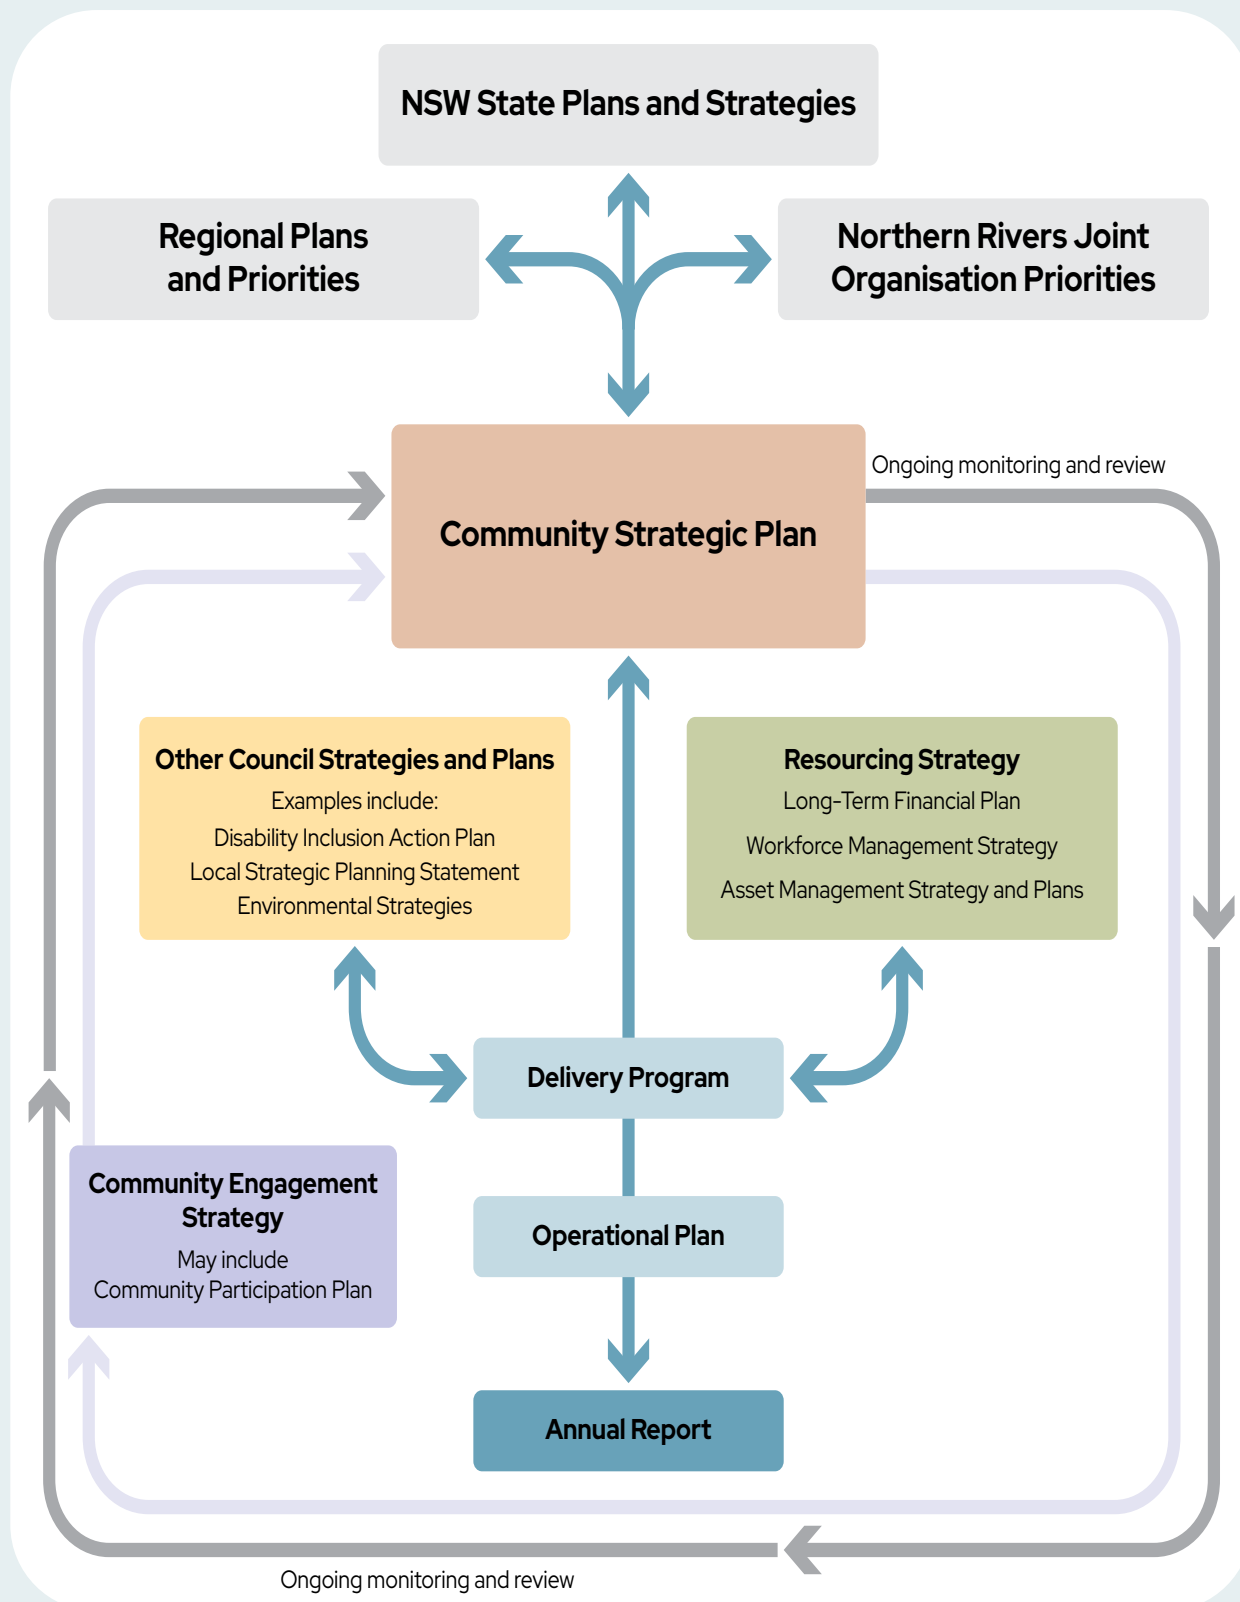 NSW State Plans and Strategies
Regional Plans
and Priorities
Northern Rivers Joint
Organisation Priorities
Ongoing monitoring and review
Community Strategic Plan
Other Council Strategies and Plans
Examples include:
Disability Inclusion Action Plan
Local Strategic Planning Statement
Environmental Strategies
Resourcing Strategy
Long-Term Financial Plan
Workforce Management Strategy
Asset Management Strategy and Plans
Delivery Program
Community Engagement
Strategy
May include
Community Participation Plan
Operational Plan
Annual Report
Ongoing monitoring and review